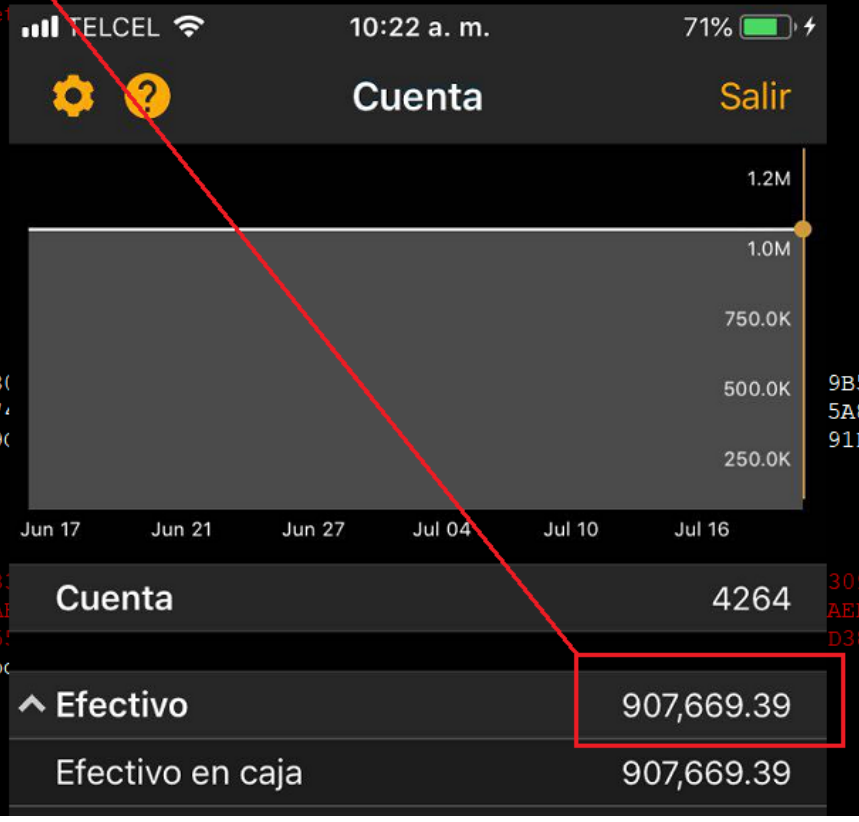 TELCEL 10:22 a. m. 71%
? Cuenta Salir
1.2M
1.0M
750.0K
500.0K
250.0K
Jun 17 Jun 21 Jun 27 Jul 04 Jul 10 Jul 16
Cuenta 4264
Efectivo 907,669.39
Efectivo en caja 907,669.39